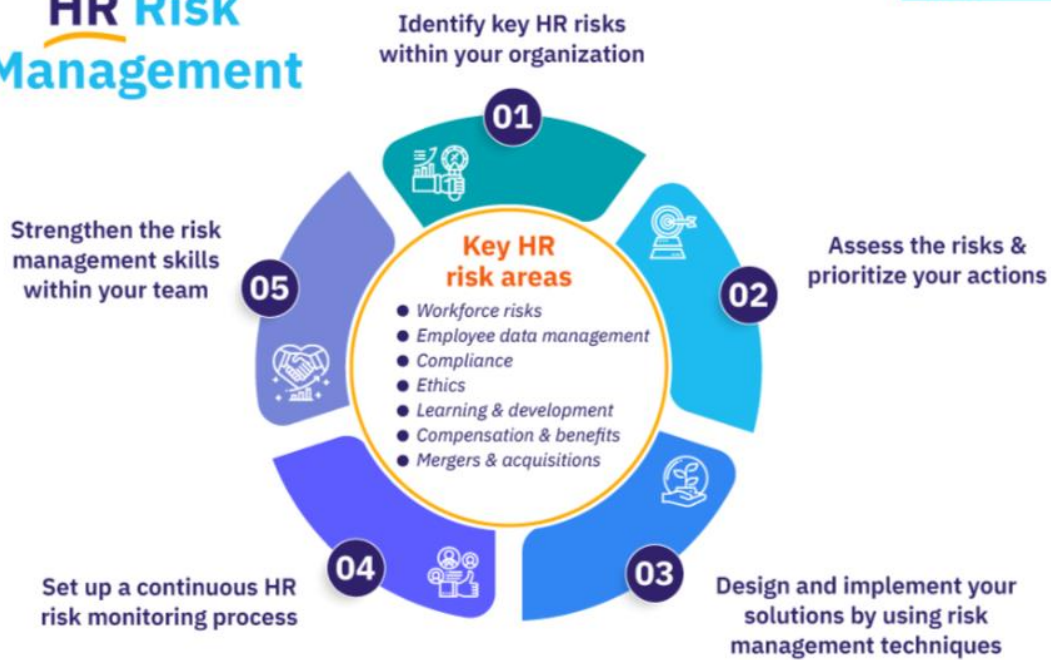 HR Risk
Management
Identify key HR risks
within your organization
01
Assess the risks &
prioritize your actions
02
Design and implement your
solutions by using risk
management techniques
03
Set up a continuous HR
risk monitoring process
04
Strengthen the risk
management skills
within your team
05
Key HR
risk areas
● Workforce risks
● Employee data management
● Compliance
● Ethics
● Learning & development
● Compensation & benefits
● Mergers & acquisitions